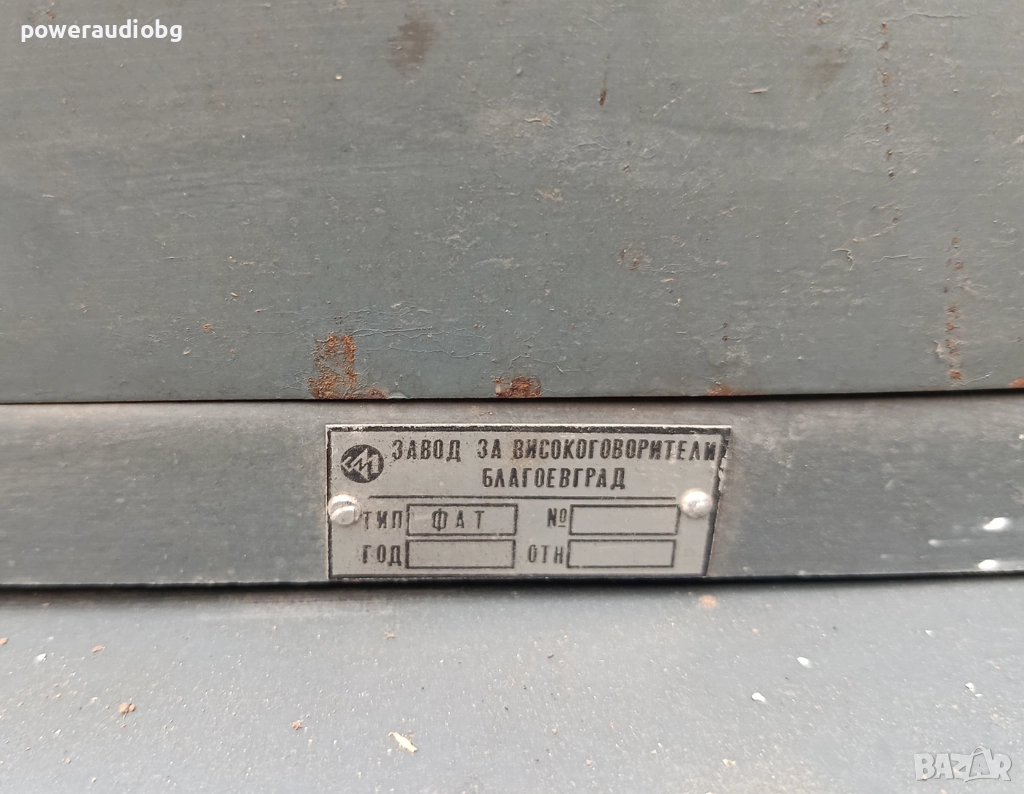 poweraudiobg
ЗАВОД ЗА ВИСОКОГОВОРИТЕЛИ
БЛАГОЕВГРАД
ТИП ФАТ №
ГОД ОТН
BAZAR